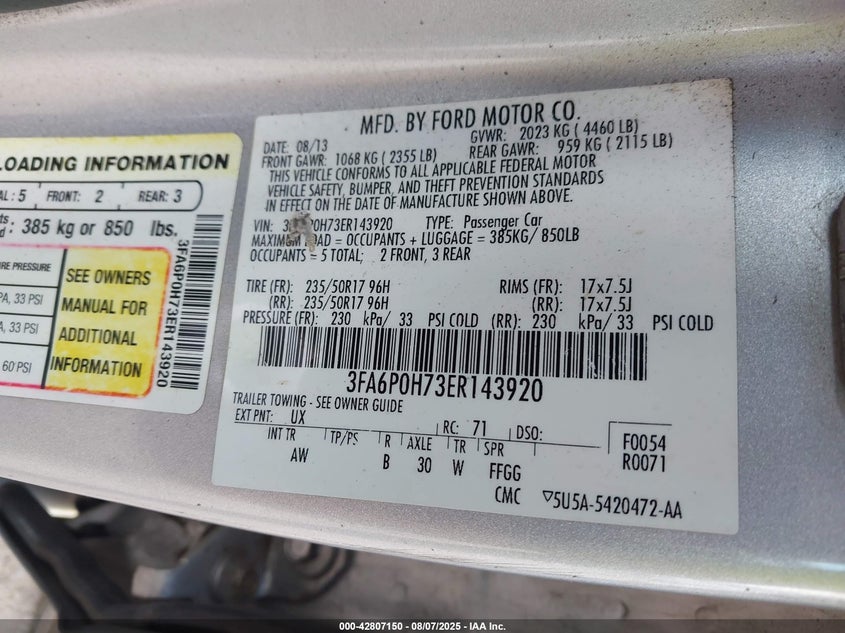 LOADING INFORMATION
AL: 5 FRONT: 2 REAR: 3
: 385 kg or 850 lbs.
RE PRESSURE
PA, 33 PSI
A, 33 PSI
60 PSI
SEE OWNERS
MANUAL FOR
ADDITIONAL
INFORMATION
3FA6P0H73ER143920
MFD. BY FORD MOTOR CO.
DATE: 08/13 GVWR: 2023 KG ( 4460 LB)
FRONT GAWR: 1068 KG ( 2355 LB) REAR GAWR: 959 KG ( 2115 LB)
THIS VEHICLE CONFORMS TO ALL APPLICABLE FEDERAL MOTOR
VEHICLE SAFETY, BUMPER, AND THEFT PREVENTION STANDARDS
IN EFFECT ON THE DATE OF MANUFACTURE SHOWN ABOVE.
VIN: 3FA6P0H73ER143920 TYPE: Passenger Car
MAXIMUM LOAD = OCCUPANTS + LUGGAGE = 385KG/ 850LB
OCCUPANTS = 5 TOTAL; 2 FRONT, 3 REAR
TIRE (FR): 235/50R17 96H RIMS (FR): 17x7.5J
(RR): 235/50R17 96H (RR): 17x7.5J
PRESSURE (FR): 230 kPa/ 33 PSI COLD (RR): 230 kPa/ 33 PSI COLD
3FA6P0H73ER143920
TRAILER TOWING - SEE OWNER GUIDE
EXT PNT: UX RC: 71 DSO:
INT TR TP/PS R AXLE TR SPR
AW B 30 W FFGG
F0054
R0071
CMC ▽5U5A-5420472-AA
000-42807150 - 08/07/2025 - IAA Inc.